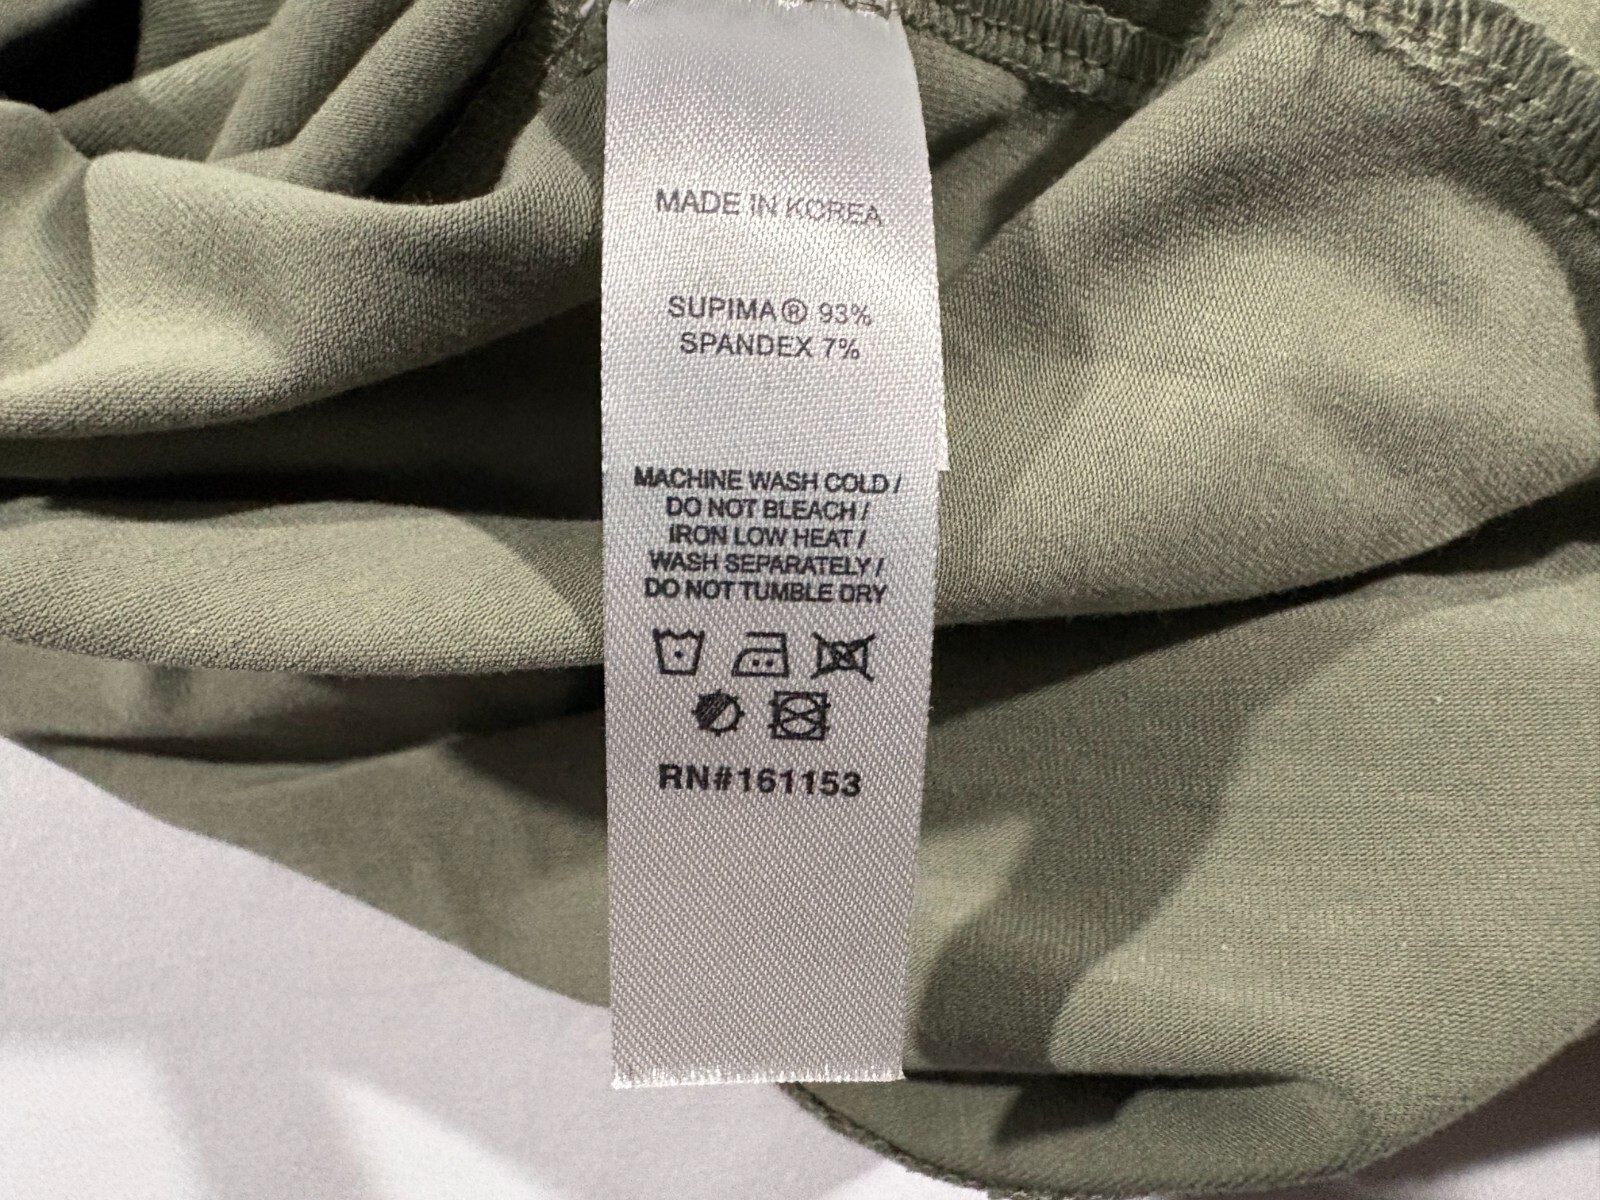 MADE IN KOREA
SUPIMA® 93%
SPANDEX 7%
MACHINE WASH COLD /
DO NOT BLEACH /
IRON LOW HEAT /
WASH SEPARATELY /
DO NOT TUMBLE DRY
RN#161153